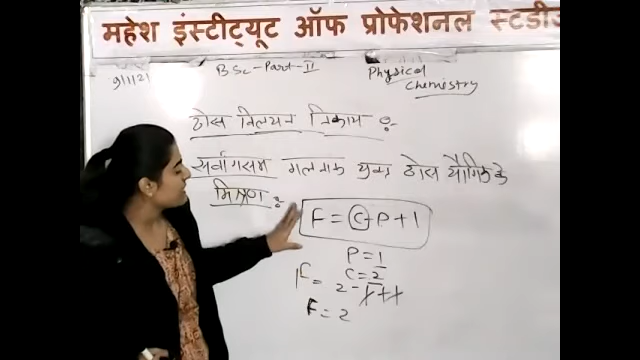 महेश इंस्टीट्यूट ऑफ प्रोफेशनल स्टडीज
9/1/21 BSc-Part-II Physical Chemistry
ठोस विलयन निकाय :-
सर्वांगसम गलनांक युक्त ठोस यौगिक के
मिश्रण :-
F = C-P+1
P=1
C=2
F= 2-1+1
F=2